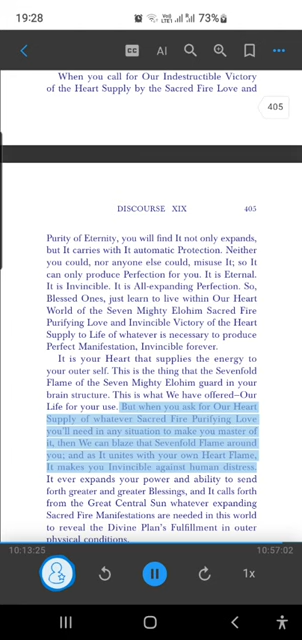 19:28
73%
CC
AI
When you call for Our Indestructible Victory
of the Heart Supply by the Sacred Fire Love and
405
DISCOURSE XIX 405
Purity of Eternity, you will find It not only expands,
but It carries with It automatic Protection. Neither
you could, nor anyone else could, misuse It; so It
can only produce Perfection for you. It is Eternal.
It is Invincible. It is All-expanding Perfection. So,
Blessed Ones, just learn to live within Our Heart
World of the Seven Mighty Elohim Sacred Fire
Purifying Love and Invincible Victory of the Heart
Supply to Life of whatever is necessary to produce
Perfect Manifestation, Invincible forever.
It is your Heart that supplies the energy to
your outer self. This is the thing that the Sevenfold
Flame of the Seven Mighty Elohim guard in your
brain structure. This is what We have offered–Our
Life for your use. But when you ask for Our Heart
Supply of whatever Sacred Fire Purifying Love
you'll need in any situation to make you master of
it, then We can blaze that Sevenfold Flame around
you; and as It unites with your own Heart Flame,
It makes you Invincible against human distress.
It ever expands your power and ability to send
forth greater and greater Blessings, and It calls forth
from the Great Central Sun whatever expanding
Sacred Fire Manifestations are needed in this world
to reveal the Divine Plan's Fulfillment in outer
physical conditions.
10:13:25 10:57:02
1x